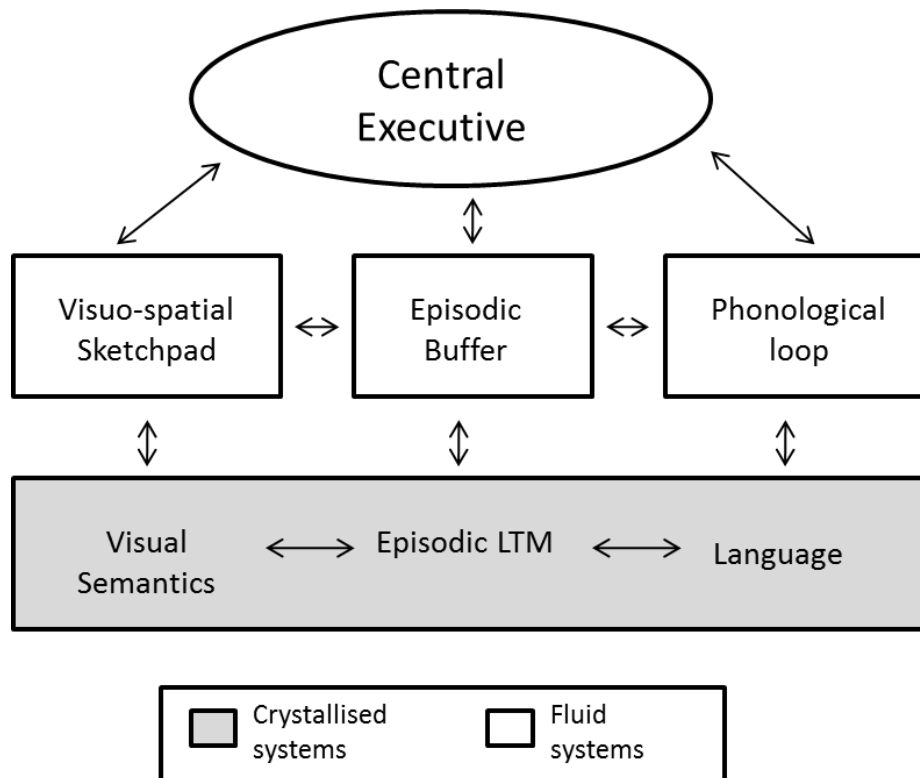 Central
Executive
Visuo-spatial
Sketchpad
Episodic
Buffer
Phonological
loop
Visual
Semantics
Episodic LTM
Language
Crystallised
systems
Fluid
systems